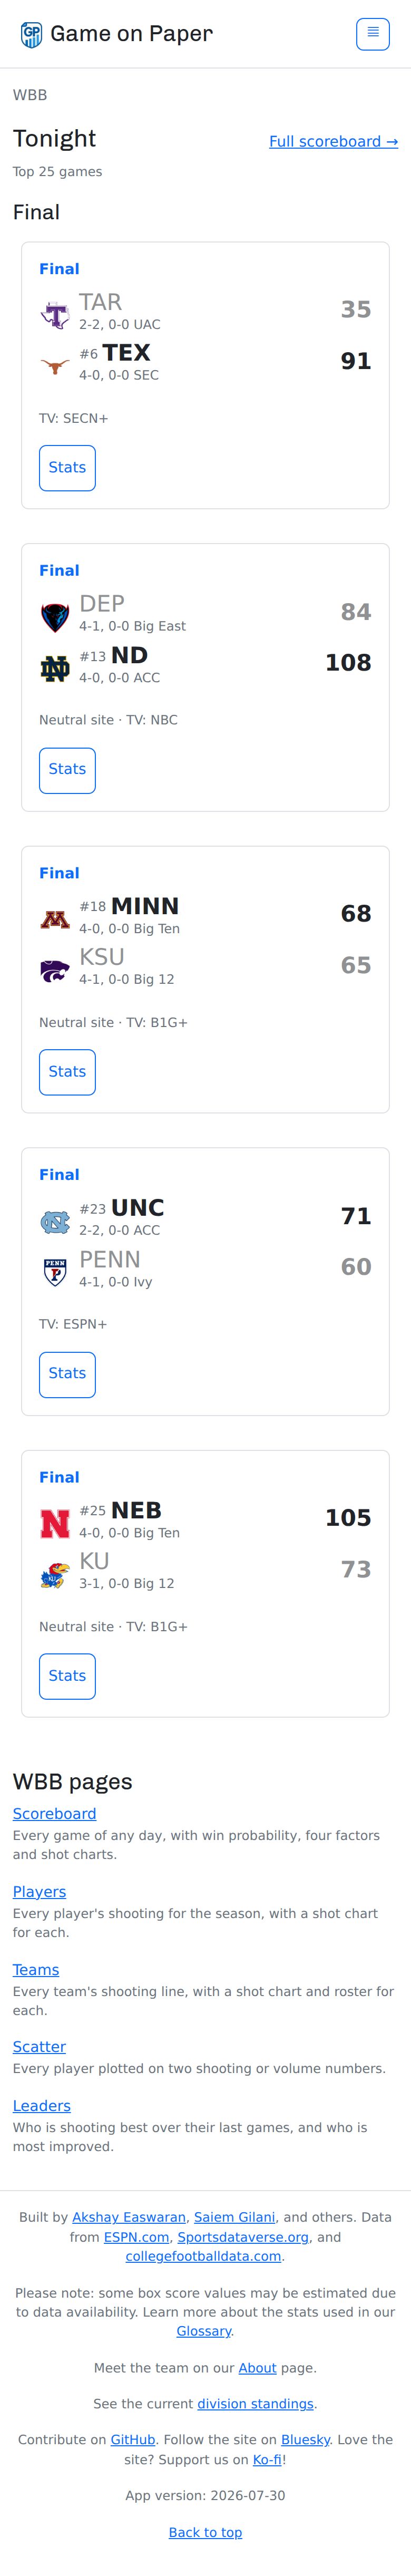 GP Game on Paper
WBB
Tonight
Full scoreboard →
Top 25 games
Final
Final
TAR
35
2-2, 0-0 UAC
#6 TEX
91
4-0, 0-0 SEC
TV: SECN+
Stats
Final
DEP
84
4-1, 0-0 Big East
#13 ND
108
4-0, 0-0 ACC
Neutral site · TV: NBC
Stats
Final
#18 MINN
68
4-0, 0-0 Big Ten
KSU
65
4-1, 0-0 Big 12
Neutral site · TV: B1G+
Stats
Final
#23 UNC
71
2-2, 0-0 ACC
PENN
60
4-1, 0-0 Ivy
TV: ESPN+
Stats
Final
#25 NEB
105
4-0, 0-0 Big Ten
KU
73
3-1, 0-0 Big 12
Neutral site · TV: B1G+
Stats
WBB pages
Scoreboard
Every game of any day, with win probability, four factors
and shot charts.
Players
Every player's shooting for the season, with a shot chart
for each.
Teams
Every team's shooting line, with a shot chart and roster for
each.
Scatter
Every player plotted on two shooting or volume numbers.
Leaders
Who is shooting best over their last games, and who is
most improved.
Built by Akshay Easwaran, Saiem Gilani, and others. Data
from ESPN.com, Sportsdataverse.org, and
collegefootballdata.com.
Please note: some box score values may be estimated due
to data availability. Learn more about the stats used in our
Glossary.
Meet the team on our About page.
See the current division standings.
Contribute on GitHub. Follow the site on Bluesky. Love the
site? Support us on Ko-fi!
App version: 2026-07-30
Back to top